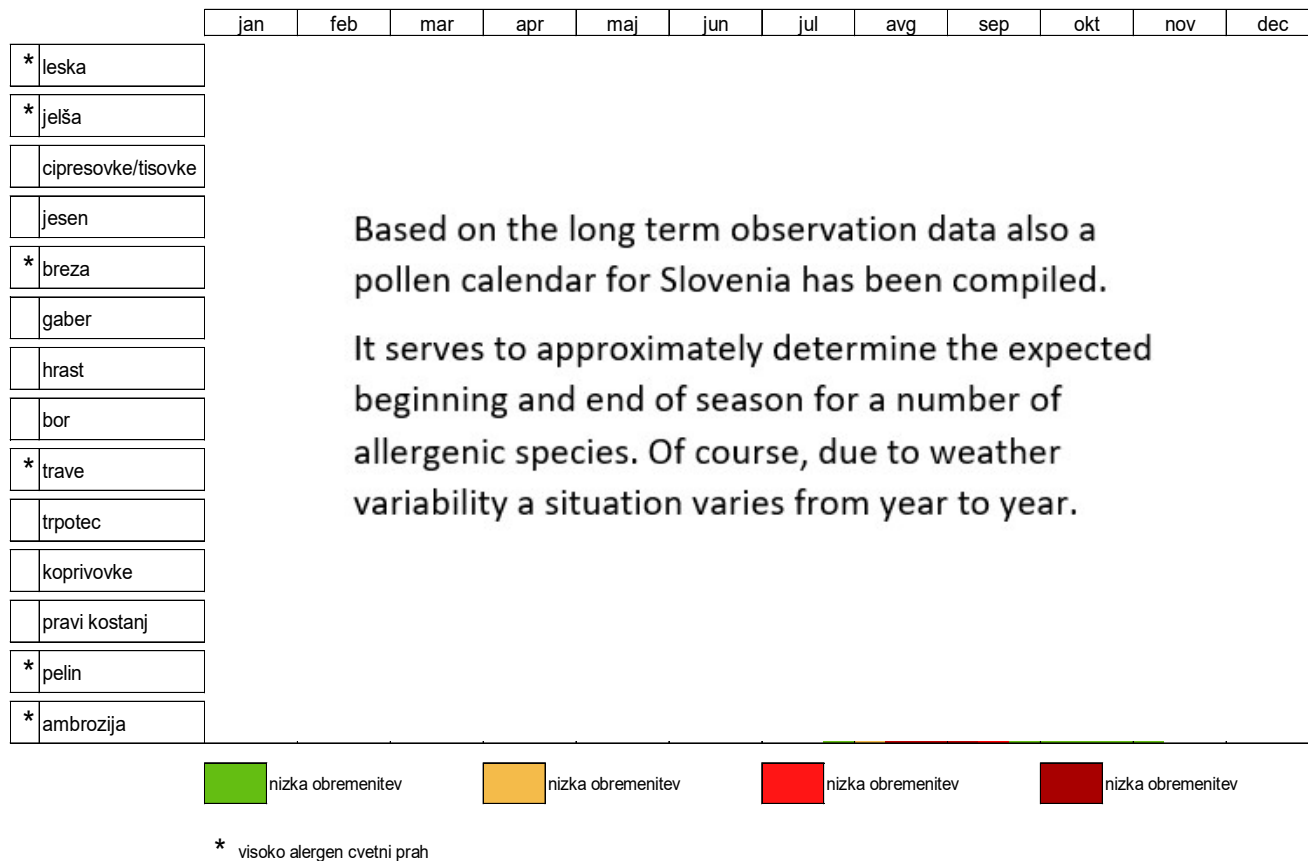 jan feb mar apr maj jun jul avg sep okt nov dec
* leska
* jelša
cipresovke/tisovke
jesen
* breza
gaber
hrast
bor
* trave
trpotec
koprivovke
pravi kostanj
* pelin
* ambrozija
Based on the long term observation data also a
pollen calendar for Slovenia has been compiled.
It serves to approximately determine the expected
beginning and end of season for a number of
allergenic species. Of course, due to weather
variability a situation varies from year to year.
nizka obremenitev nizka obremenitev nizka obremenitev nizka obremenitev
* visoko alergen cvetni prah